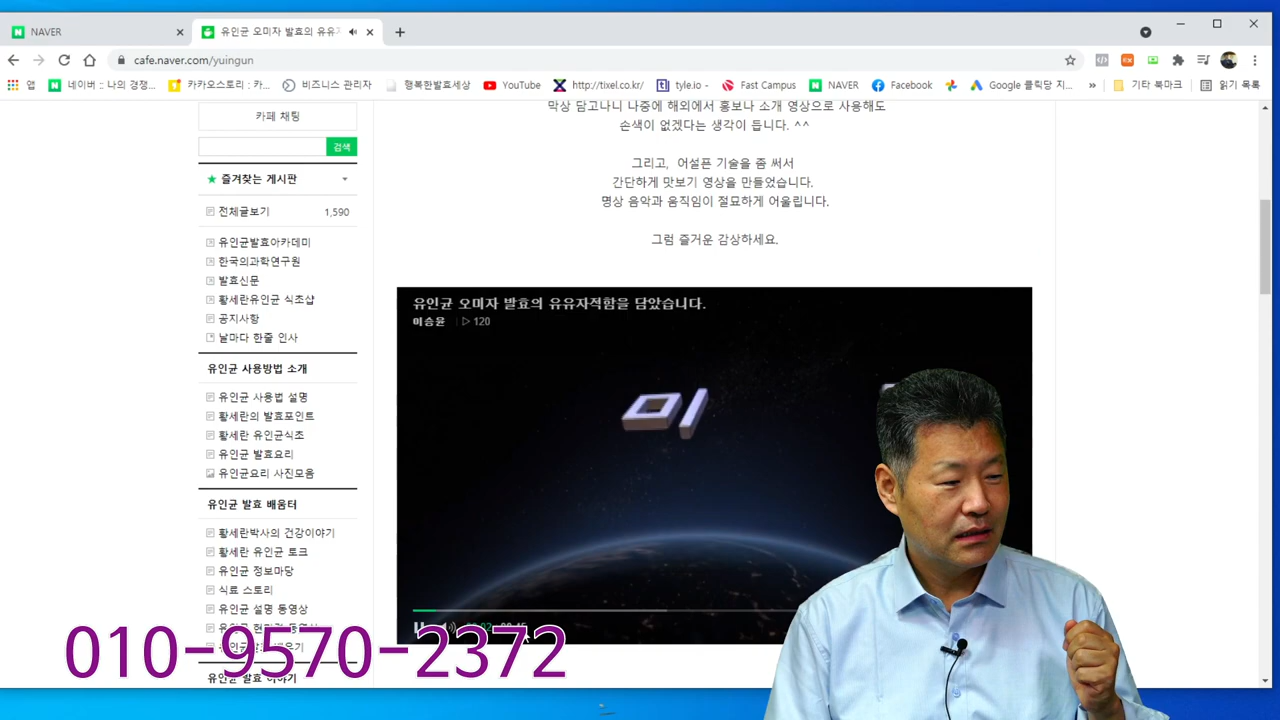 NAVER
유인균 오미자 발효의 유유자
cafe.naver.com/yuingun
앱
네이버 :: 나의 경쟁...
카카오스토리 : 카...
비즈니스 관리자
행복한발효세상
YouTube
http://tixel.co.kr/
tyle.io -
Fast Campus
NAVER
Facebook
Google 클릭당 지...
»
기타 북마크
읽기 목록
카페 채팅
검색
즐겨찾는 게시판
전체글보기 1,590
유인균발효아카데미
한국의과학연구원
발효신문
황세란유인균 식초샵
공지사항
날마다 한줄 인사
유인균 사용방법 소개
유인균 사용법 설명
황세란의 발효포인트
황세란 유인균식초
유인균 발효요리
유인균요리 사진모음
유인균 발효 배움터
황세란박사의 건강이야기
황세란 유인균 토크
유인균 정보마당
식료 스토리
유인균 설명 동영상
유인균 발효 이야기
막상 담고나니 나중에 해외에서 홍보나 소개 영상으로 사용해도
손색이 없겠다는 생각이 듭니다. ^^
그리고, 어설픈 기술을 좀 써서
간단하게 맛보기 영상을 만들었습니다.
명상 음악과 움직임이 절묘하게 어울립니다.
그럼 즐거운 감상하세요.
유인균 오미자 발효의 유유자적함을 담았습니다.
이승윤 ▷ 120
미
010-9570-2372